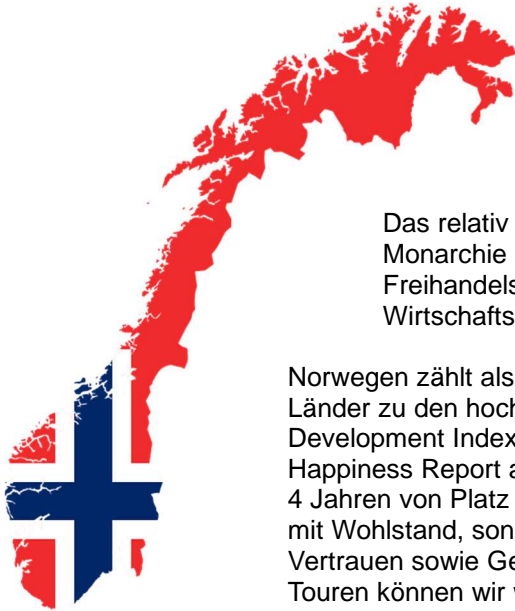 Das relativ
Monarchie
Freihandels
Wirtschafts
Norwegen zählt als
Länder zu den hoch
Development Index
Happiness Report a
4 Jahren von Platz
mit Wohlstand, son
Vertrauen sowie Ge
Touren können wir v